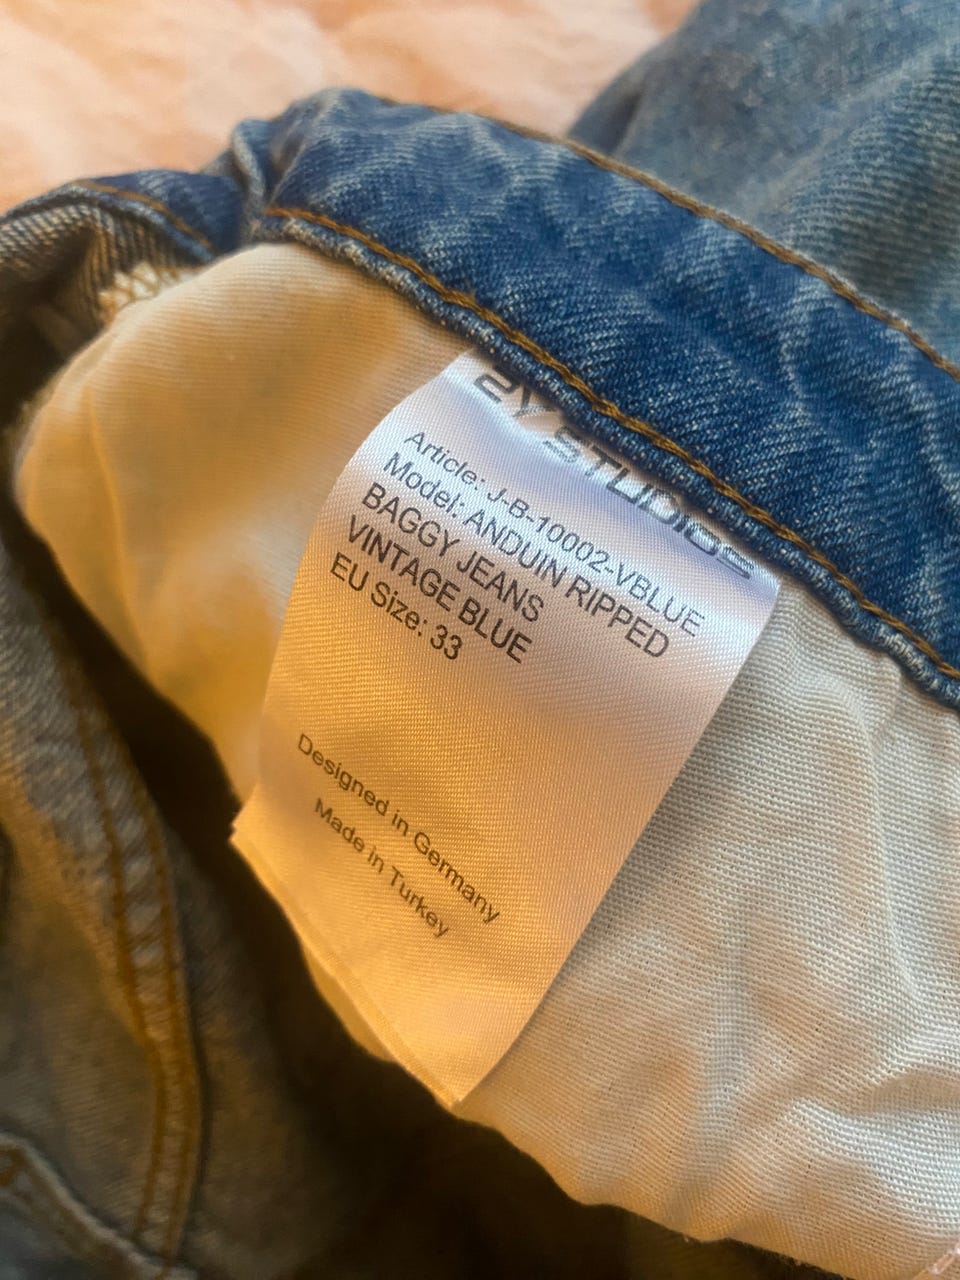 2Y STUDIOS
Article: J-B-10002-VBLUE
Model: ANDUIN RIPPED
BAGGY JEANS
VINTAGE BLUE
EU Size: 33
Designed in Germany
Made in Turkey